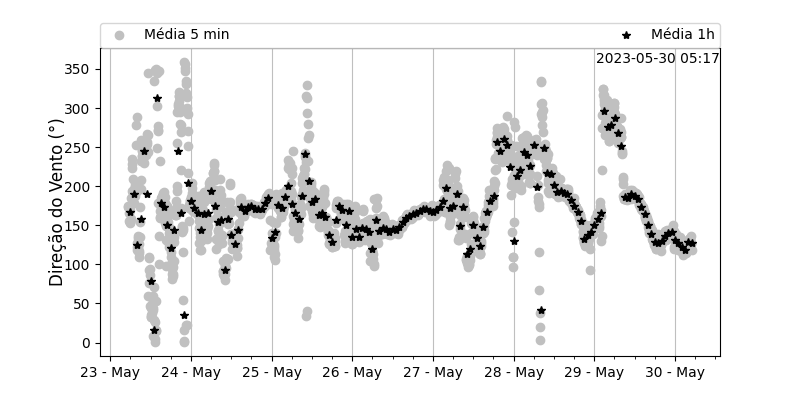 Média 5 min
Média 1h
2023-05-30 05:17
Direção do Vento (°)
350
300
250
200
150
100
50
0
23 - May
24 - May
25 - May
26 - May
27 - May
28 - May
29 - May
30 - May